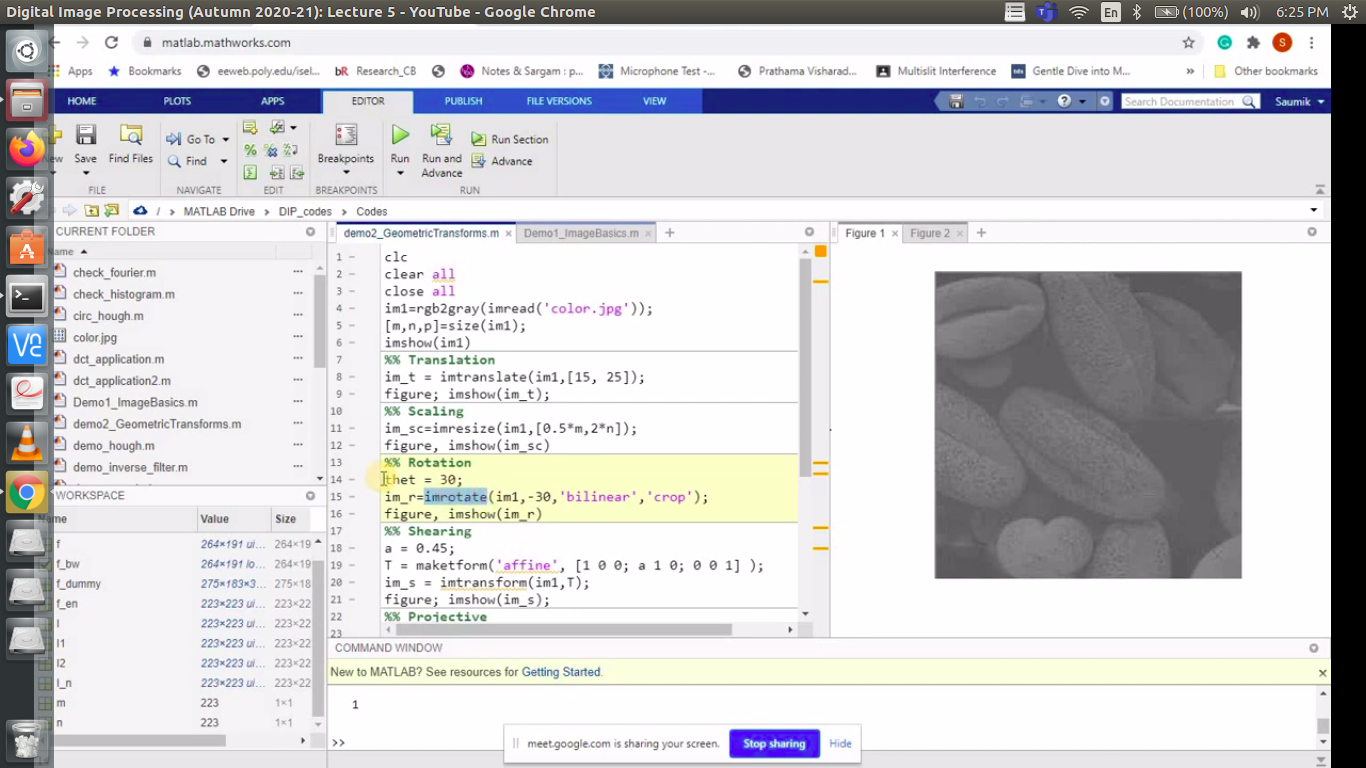 Digital Image Processing (Autumn 2020-21): Lecture 5 - YouTube - Google Chrome
En (100%) 6:25 PM
matlab.mathworks.com
S
Apps Bookmarks eeweb.poly.edu/isel... bR Research_CB Notes & Sargam : p... Microphone Test -... Prathama Visharad... Multislit Interference Gentle Dive into M... » Other bookmarks
HOME PLOTS APPS EDITOR PUBLISH FILE VERSIONS VIEW
Search Documentation Saumik
Save Find Files Go To Find Breakpoints Run Run and Advance Run Section Advance
FILE NAVIGATE EDIT BREAKPOINTS RUN
/ MATLAB Drive DIP_codes Codes
CURRENT FOLDER
check_fourier.m
check_histogram.m
circ_hough.m
color.jpg
dct_application.m
dct_application2.m
Demo1_ImageBasics.m
demo2_GeometricTransforms.m
demo_hough.m
demo_inverse_filter.m
WORKSPACE
Value Size
f 264×191 ui... 264×19
f_bw 264×191 lo... 264×19
f_dummy 275×183×3... 275×18
f_en 223×223 ui... 223×22
I 223×223 ui... 223×22
I1 223×223 ui... 223×22
I2 223×223 ui... 223×22
I_n 223×223 ui... 223×22
m 223 1×1
n 223 1×1
demo2_GeometricTransforms.m × Demo1_ImageBasics.m × +
1 clc
2 clear all
3 close all
4 im1=rgb2gray(imread('color.jpg'));
5 [m,n,p]=size(im1);
6 imshow(im1)
7 %% Translation
8 im_t = imtranslate(im1,[15, 25]);
9 figure; imshow(im_t);
10 %% Scaling
11 im_sc=imresize(im1,[0.5*m,2*n]);
12 figure, imshow(im_sc)
13 %% Rotation
14 thet = 30;
15 im_r=imrotate(im1,-30,'bilinear','crop');
16 figure, imshow(im_r)
17 %% Shearing
18 a = 0.45;
19 T = maketform('affine', [1 0 0; a 1 0; 0 0 1] );
20 im_s = imtransform(im1,T);
21 figure; imshow(im_s);
22 %% Projective
23
Figure 1 × Figure 2 × +
COMMAND WINDOW
New to MATLAB? See resources for Getting Started.
1
>>
meet.google.com is sharing your screen. Stop sharing Hide